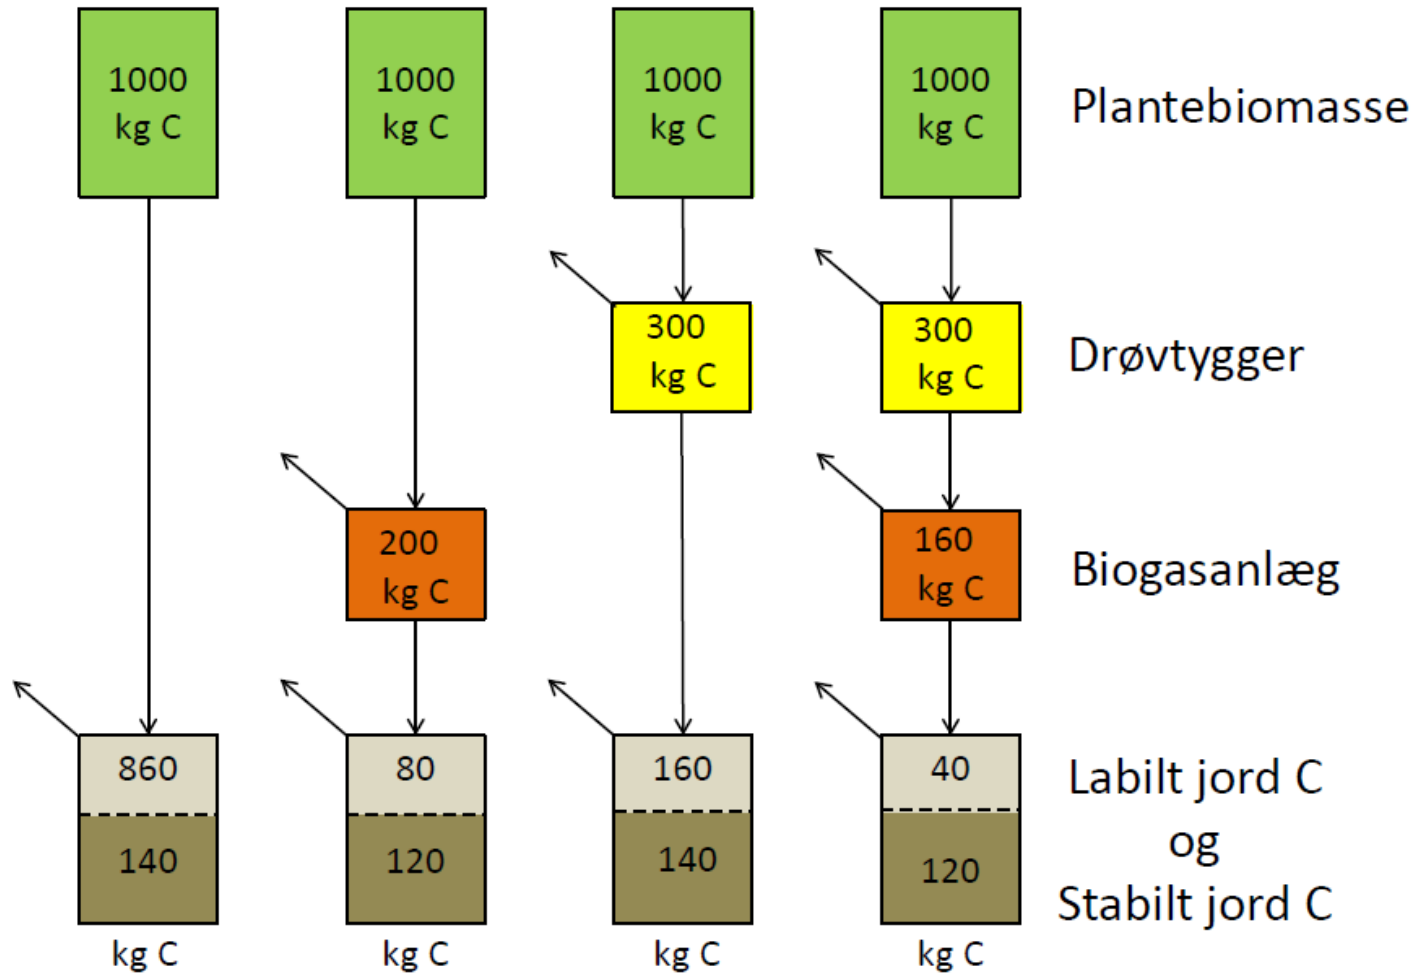 1000
kg C
1000
kg C
1000
kg C
1000
kg C
Plantebiomasse
300
kg C
300
kg C
Drøvtygger
200
kg C
160
kg C
Biogasanlæg
860
80
160
40
Labilt jord C
og
140
120
140
120
Stabilt jord C
kg C
kg C
kg C
kg C